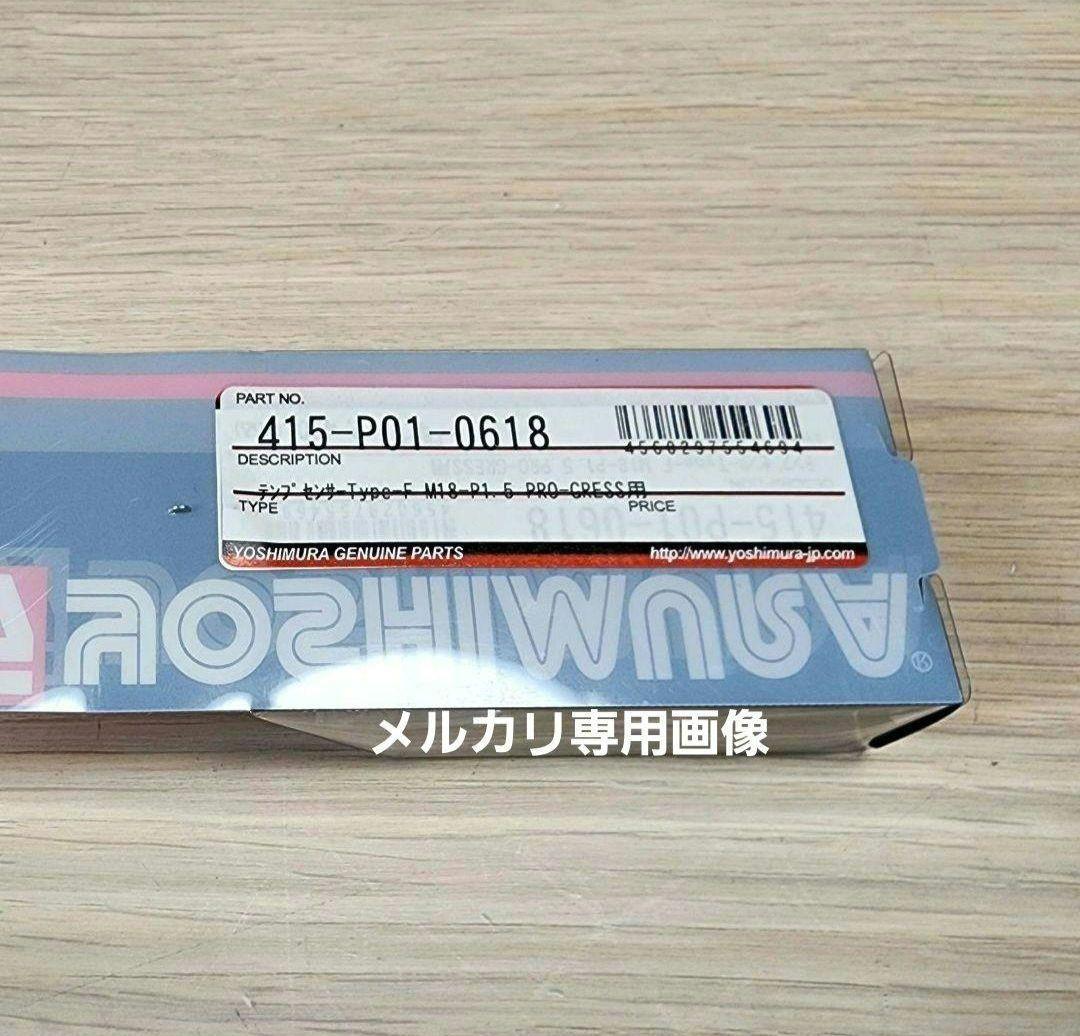 PART NO.
415-P01-0618
4560297554694
DESCRIPTION
テンプセンサーType-F M18-P1.5 PRO-GRESS用
TYPE
PRICE
YOSHIMURA GENUINE PARTS
http://www.yoshimura-jp.com
YOSHIMURA
メルカリ専用画像